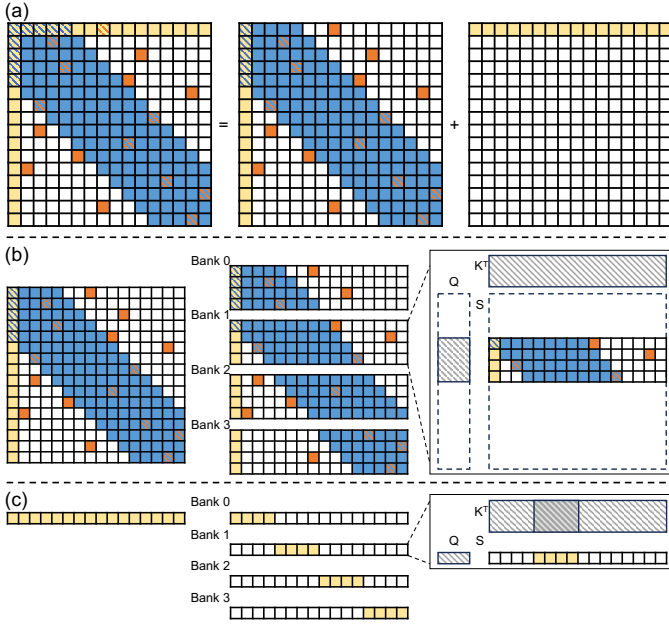 (a)
= +
(b)
Bank 0
Bank 1
Bank 2
Bank 3
Kᵀ
Q S
(c)
Bank 0
Bank 1
Bank 2
Bank 3
Kᵀ
Q S